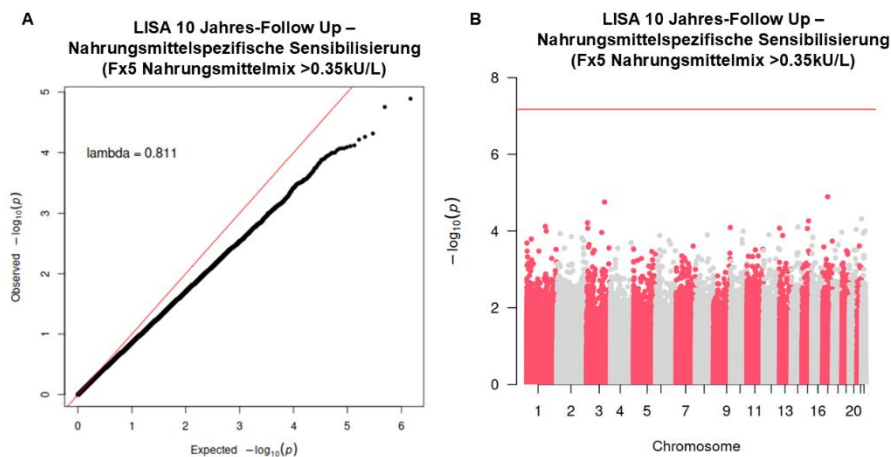 A
LISA 10 Jahres-Follow Up –
Nahrungsmittelspezifische Sensibilisierung
(Fx5 Nahrungsmittelmix >0.35kU/L)
lambda = 0.811
Observed −log10(p)
5
4
3
2
1
0
0 1 2 3 4 5 6
Expected −log10(p)
B
LISA 10 Jahres-Follow Up –
Nahrungsmittelspezifische Sensibilisierung
(Fx5 Nahrungsmittelmix >0.35kU/L)
−log10(p)
8
6
4
2
0
1 2 3 4 5 7 9 11 13 16 20
Chromosome